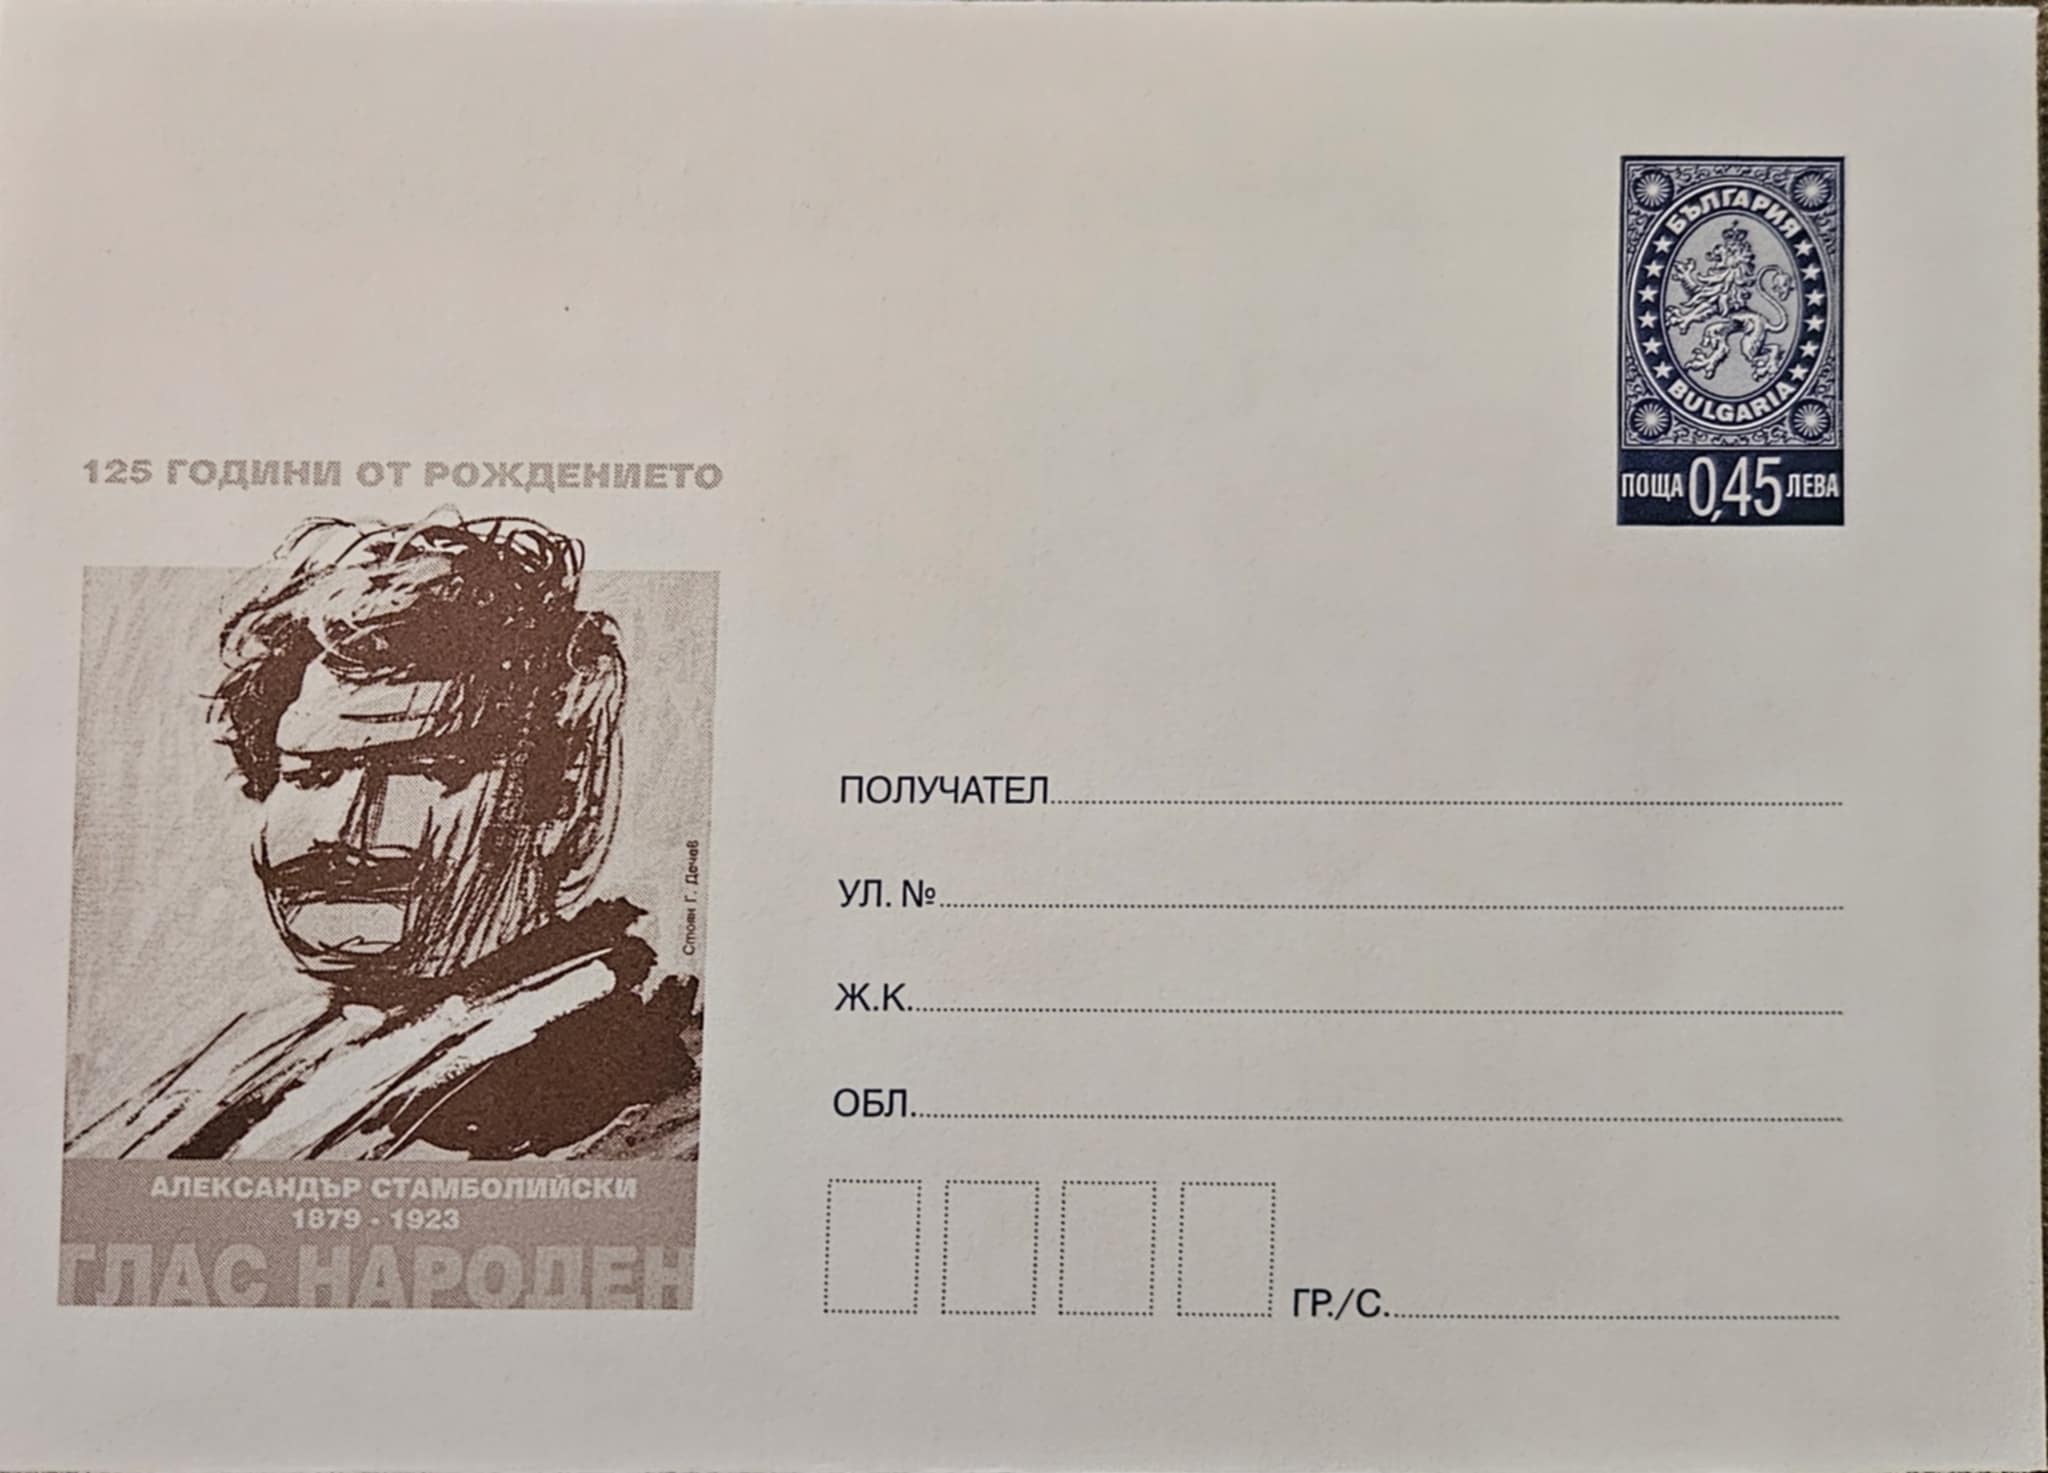 БЪЛГАРИЯ
BULGARIA
ПОЩА 0,45 ЛЕВА
125 ГОДИНИ ОТ РОЖДЕНИЕТО
Стоян Г. Дечев
АЛЕКСАНДЪР СТАМБОЛИЙСКИ
1879 - 1923
ГЛАС НАРОДЕН
ПОЛУЧАТЕЛ
УЛ. №
Ж.К.
ОБЛ.
ГР./С.